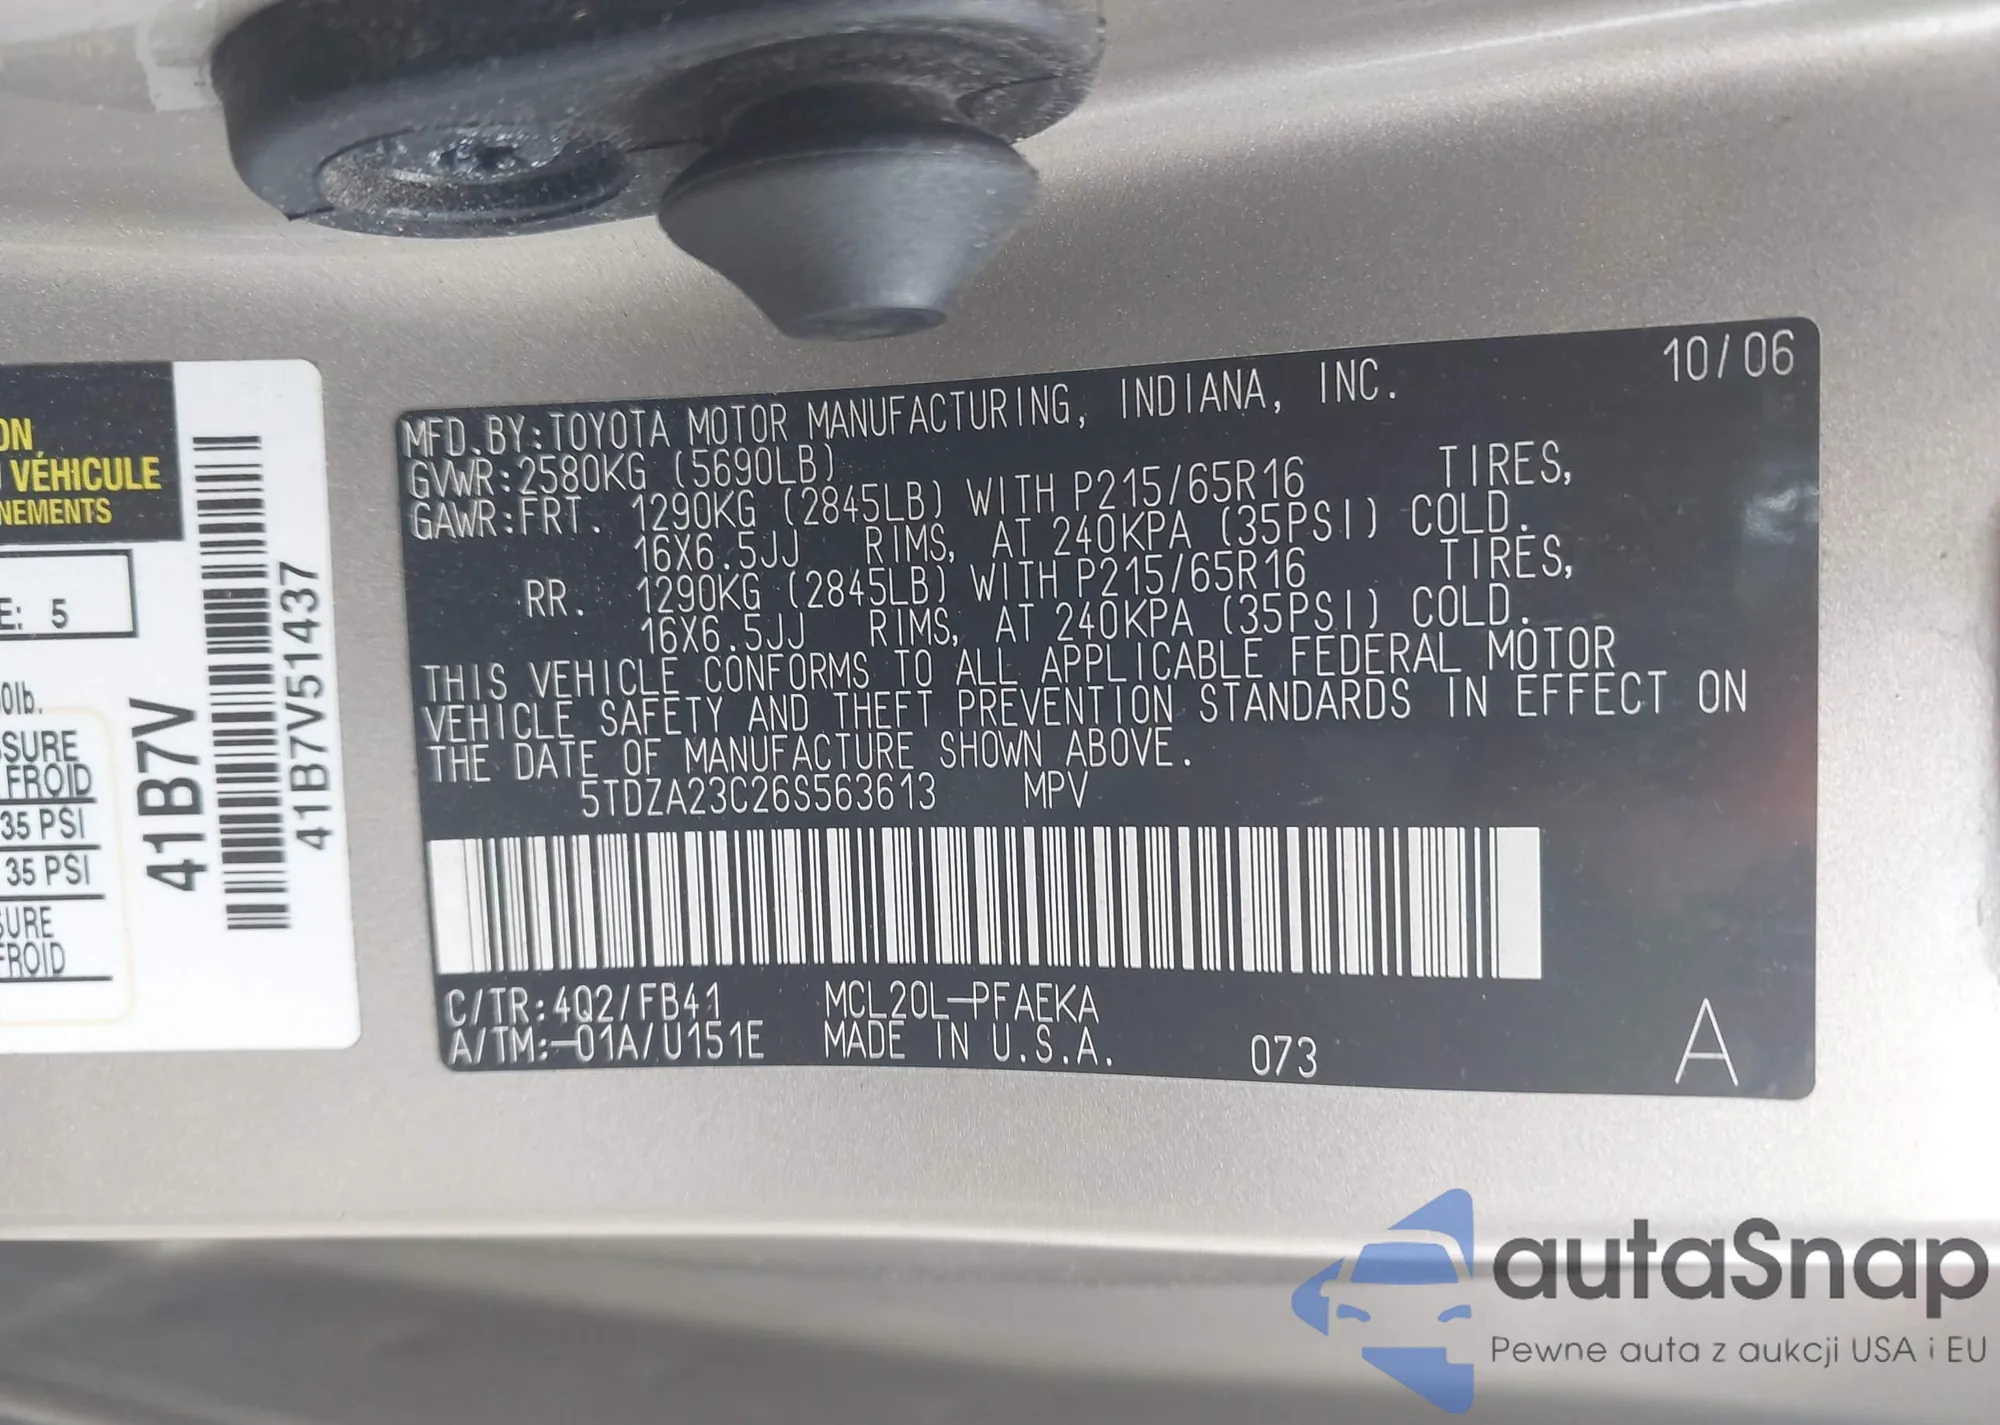 ON
VÉHICULE
NEMENTS
E: 5
0lb.
SURE
FROID
35 PSI
35 PSI
SURE
FROID
41B7V
41B7V51437
10/06
MFD.BY:TOYOTA MOTOR MANUFACTURING, INDIANA, INC.
GVWR:2580KG (5690LB)
GAWR:FRT. 1290KG (2845LB) WITH P215/65R16 TIRES,
16X6.5JJ RIMS, AT 240KPA (35PSI) COLD.
RR. 1290KG (2845LB) WITH P215/65R16 TIRES,
16X6.5JJ RIMS, AT 240KPA (35PSI) COLD.
THIS VEHICLE CONFORMS TO ALL APPLICABLE FEDERAL MOTOR
VEHICLE SAFETY AND THEFT PREVENTION STANDARDS IN EFFECT ON
THE DATE OF MANUFACTURE SHOWN ABOVE.
5TDZA23C26S563613 MPV
C/TR:4Q2/FB41 MCL20L-PFAEKA
A/TM:-01A/U151E MADE IN U.S.A. 073 A
autaSnap
Pewne auta z aukcji USA i EU